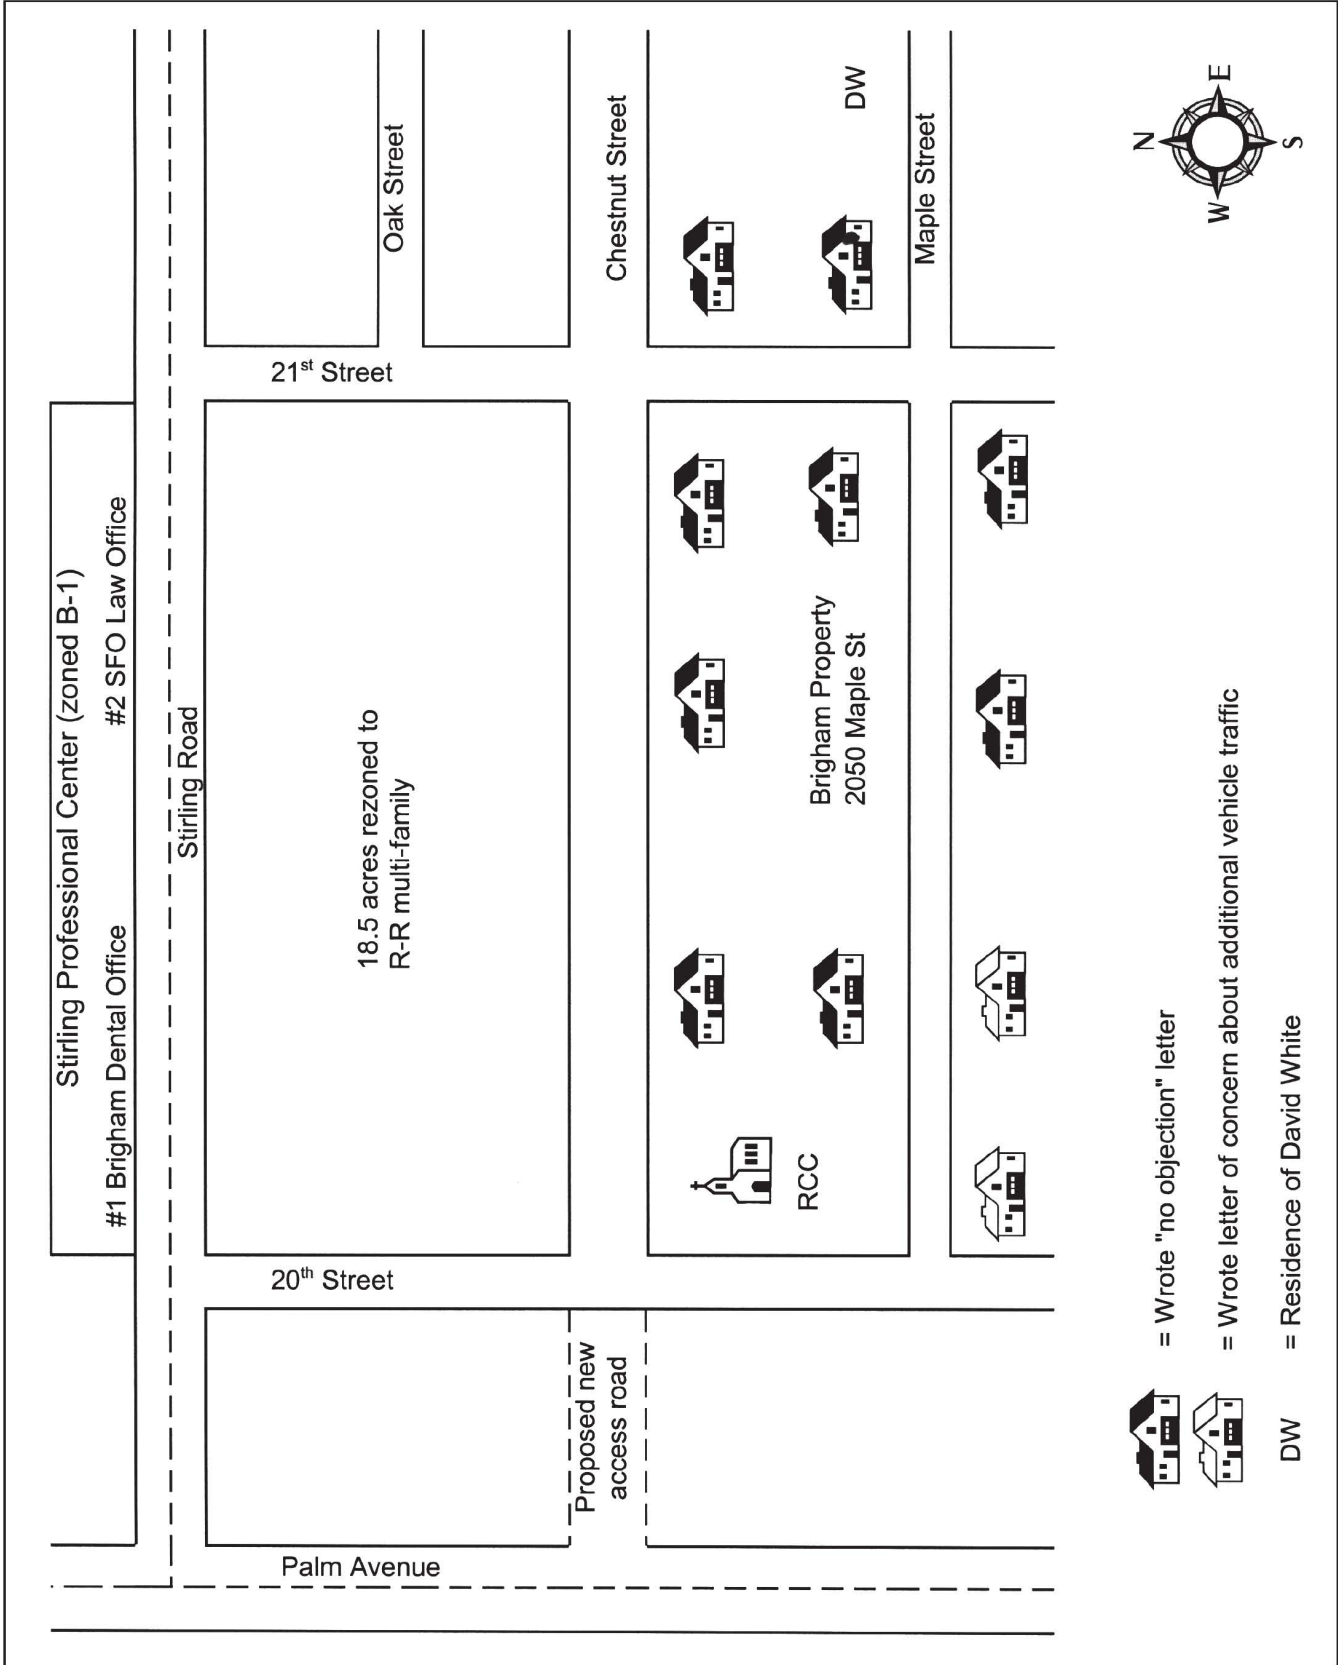 Stirling Professional Center (zoned B-1)
#1 Brigham Dental Office
#2 SFO Law Office
Stirling Road
Palm Avenue
20th Street
21st Street
18.5 acres rezoned to
R-R multi-family
Oak Street
Proposed new
access road
Chestnut Street
RCC
Brigham Property
2050 Maple St
DW
Maple Street
= Wrote "no objection" letter
= Wrote letter of concern about additional vehicle traffic
DW = Residence of David White
N
W
E
S